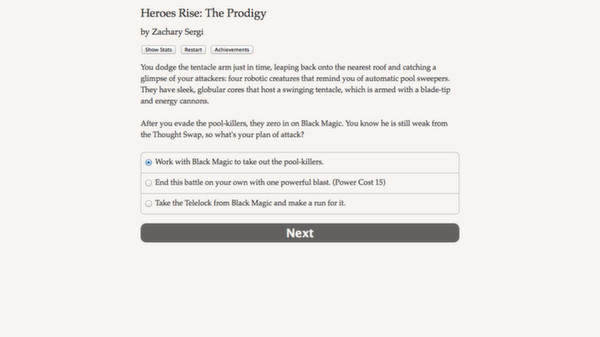 Heroes Rise: The Prodigy
by Zachary Sergi
Show Stats Restart Achievements
You dodge the tentacle arm just in time, leaping back onto the nearest roof and catching a
glimpse of your attackers: four robotic creatures that remind you of automatic pool sweepers.
They have sleek, globular cores that host a swinging tentacle, which is armed with a blade-tip
and energy cannons.
After you evade the pool-killers, they zero in on Black Magic. You know he is still weak from
the Thought Swap, so what's your plan of attack?
Work with Black Magic to take out the pool-killers.
End this battle on your own with one powerful blast. (Power Cost 15)
Take the Telelock from Black Magic and make a run for it.
Next